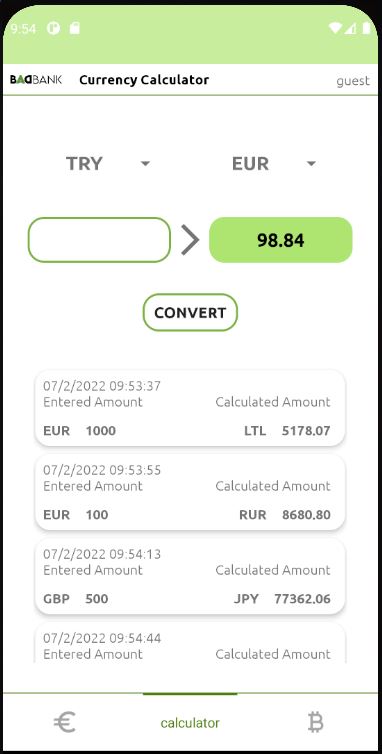 9:54
BADBANK Currency Calculator guest
TRY EUR
98.84
CONVERT
07/2/2022 09:53:37
Entered Amount Calculated Amount
EUR 1000 LTL 5178.07
07/2/2022 09:53:55
Entered Amount Calculated Amount
EUR 100 RUR 8680.80
07/2/2022 09:54:13
Entered Amount Calculated Amount
GBP 500 JPY 77362.06
07/2/2022 09:54:44
Entered Amount Calculated Amount
€ calculator ₿